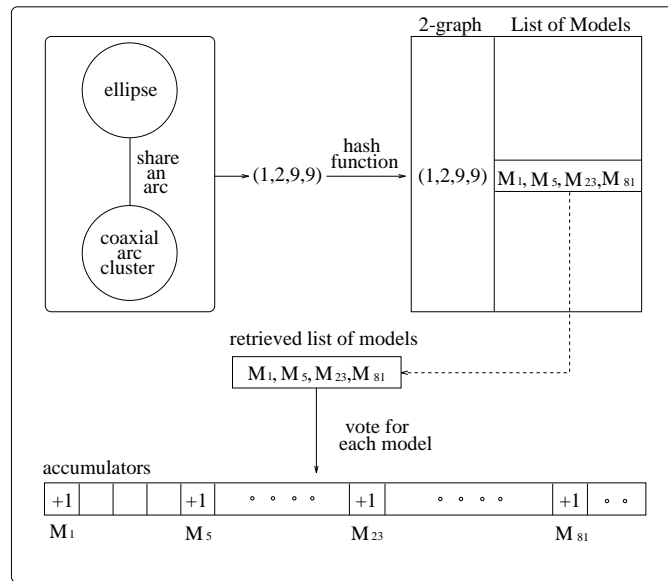 2-graph
List of Models
ellipse
share
an
arc
coaxial
arc
cluster
(1,2,9,9)
hash
function
(1,2,9,9)
M1, M5, M23, M81
retrieved list of models
M1, M5, M23, M81
vote for
each model
accumulators
+1 +1 +1 +1
M1 M5 M23 M81